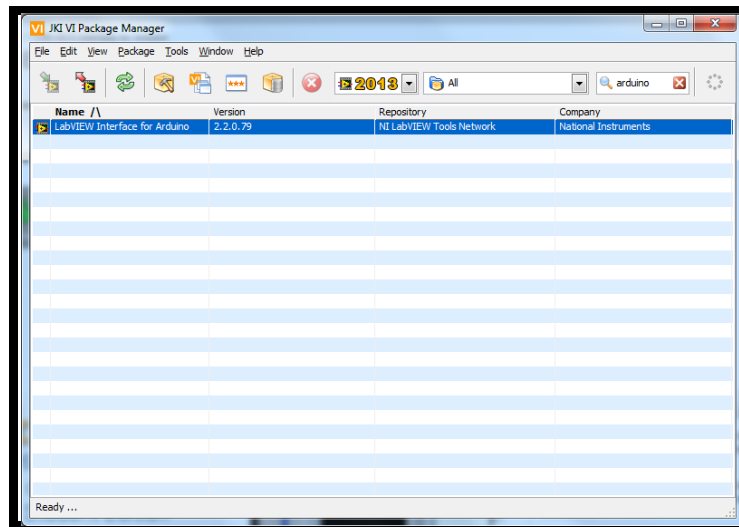 VI JKI VI Package Manager
File Edit View Package Tools Window Help
2013 All arduino
Name /\ Version Repository Company
LabVIEW Interface for Arduino 2.2.0.79 NI LabVIEW Tools Network National Instruments
Ready ...